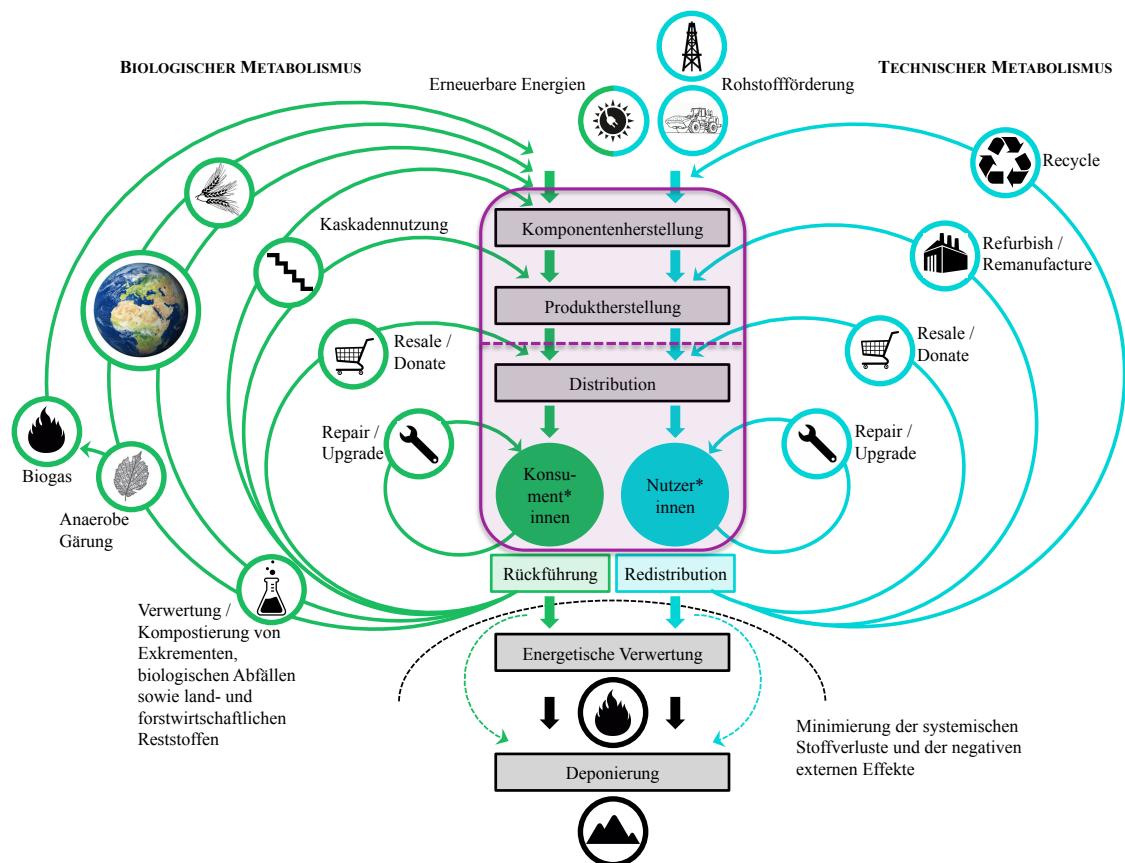 BIOLOGISCHER METABOLISMUS
TECHNISCHER METABOLISMUS
Erneuerbare Energien
Rohstoffförderung
Recycle
Kaskadennutzung
Komponentenherstellung
Refurbish /
Remanufacture
Produktherstellung
Resale /
Donate
Resale /
Donate
Distribution
Repair /
Upgrade
Repair /
Upgrade
Biogas
Konsu-
ment*
innen
Nutzer*
innen
Anaerobe
Gärung
Rückführung
Redistribution
Verwertung /
Kompostierung von
Exkrementen,
biologischen Abfällen
sowie land- und
forstwirtschaftlichen
Reststoffen
Energetische Verwertung
Minimierung der systemischen
Stoffverluste und der negativen
externen Effekte
Deponierung